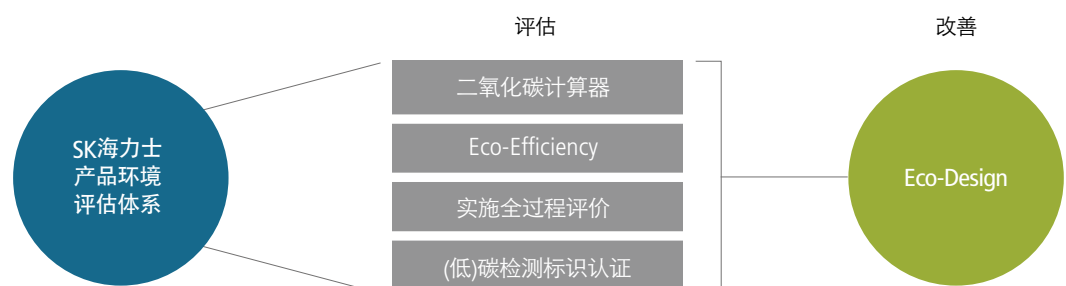 评估
改善
SK海力士
产品环境
评估体系
二氧化碳计算器
Eco-Efficiency
实施全过程评价
(低)碳检测标识认证
Eco-Design